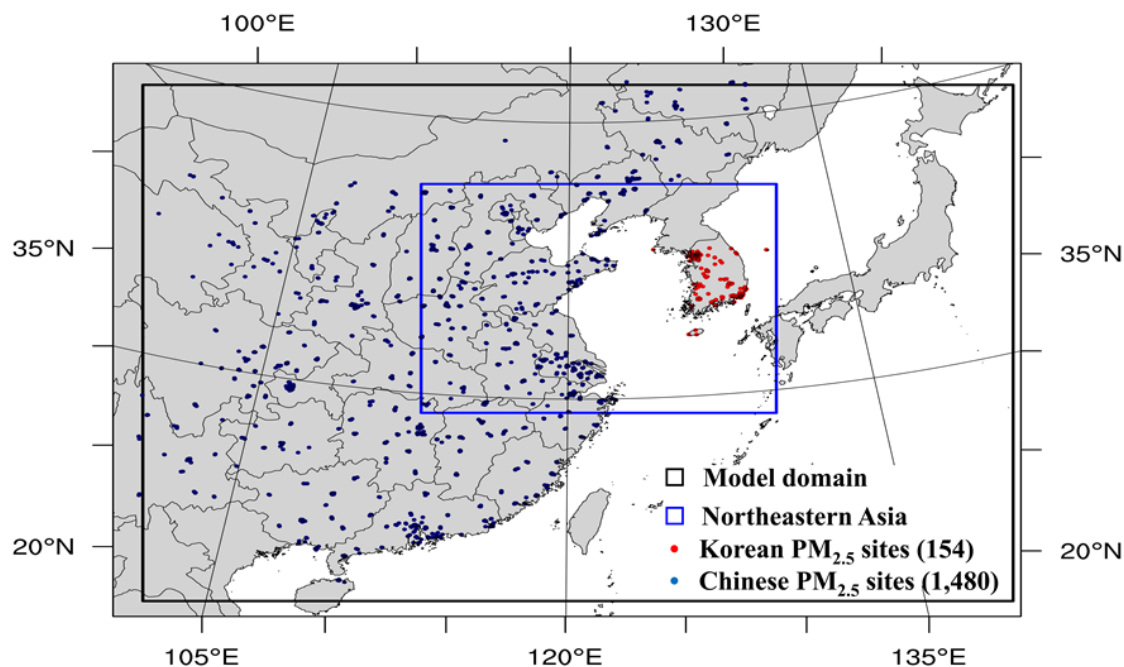 100°E 130°E
35°N 35°N
20°N 20°N
Model domain
Northeastern Asia
Korean PM2.5 sites (154)
Chinese PM2.5 sites (1,480)
105°E 120°E 135°E